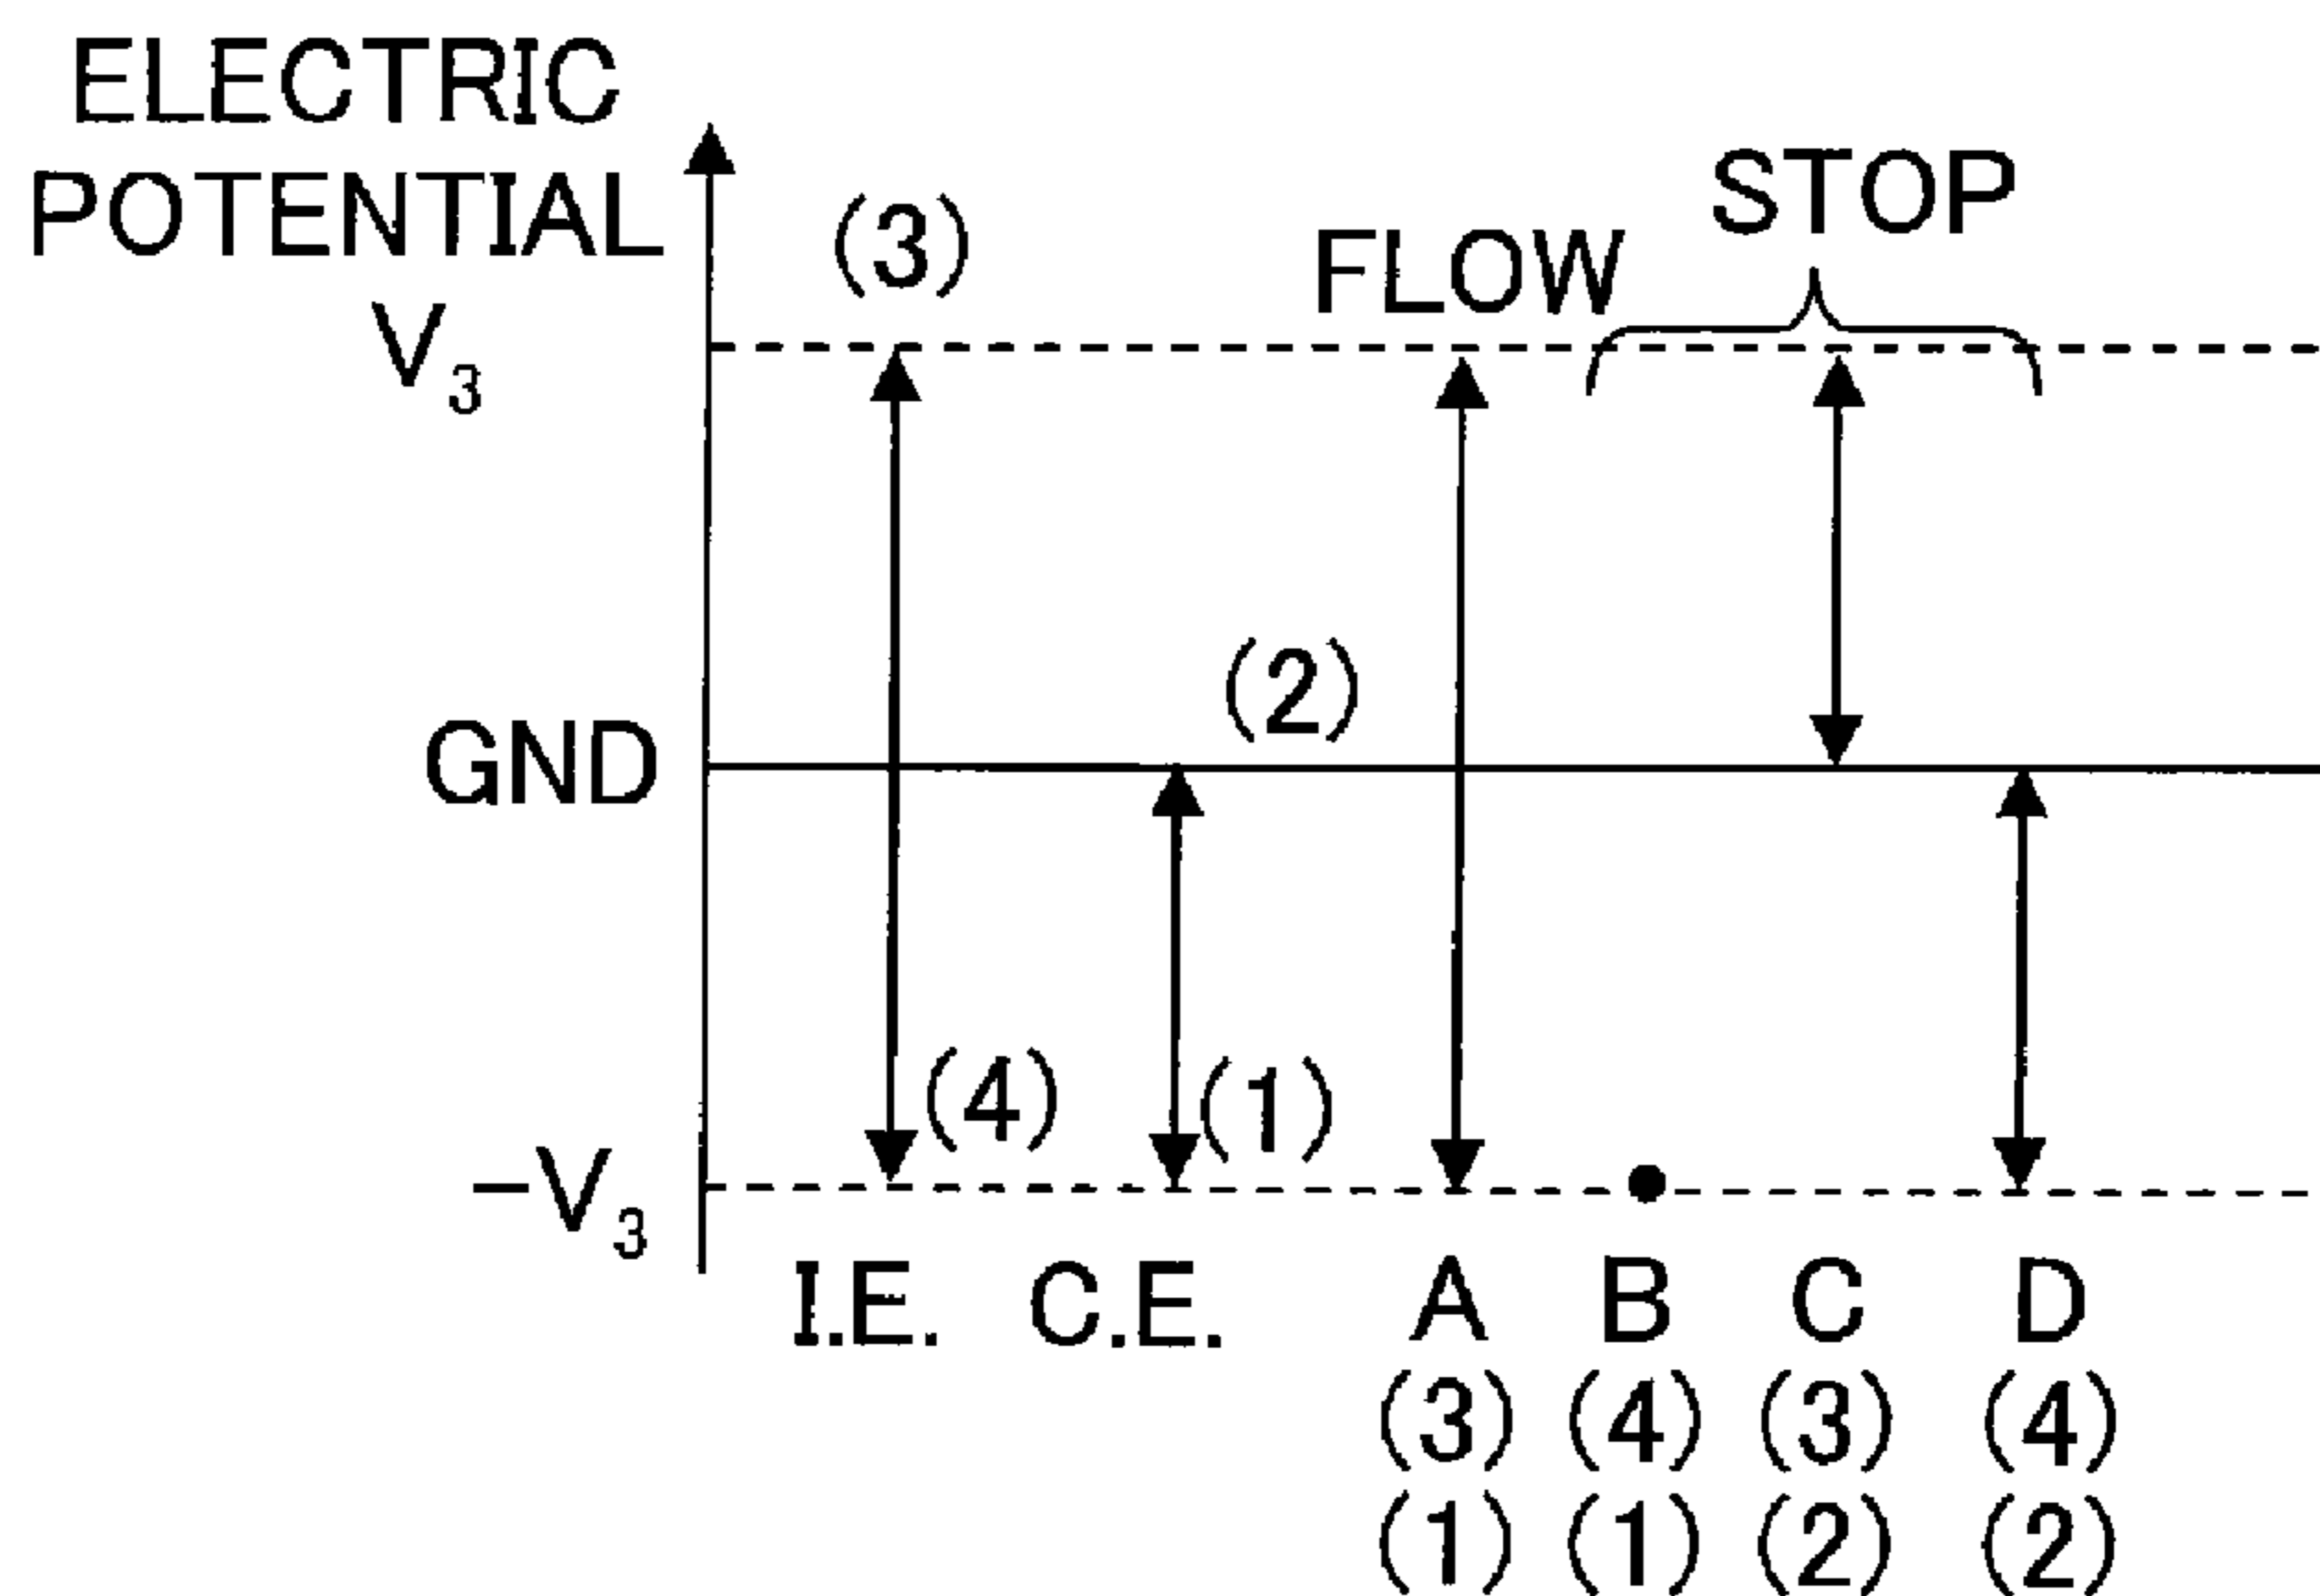 ELECTRIC
POTENTIAL
V3
(3)
FLOW
STOP
(2)
GND
(4)
(1)
−V3
I.E. C.E. A B C D
(3) (4) (3) (4)
(1) (1) (2) (2)